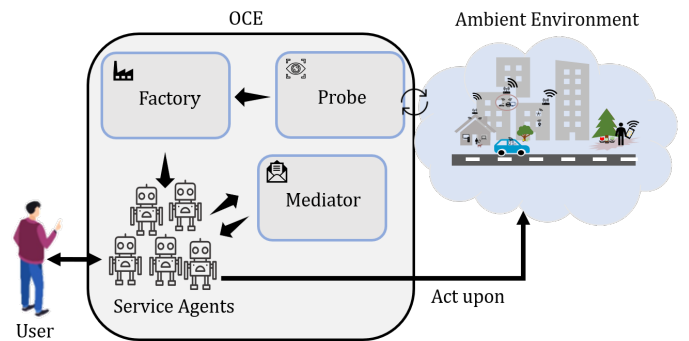 OCE
Ambient Environment
Factory
Probe
Mediator
Service Agents
Act upon
User